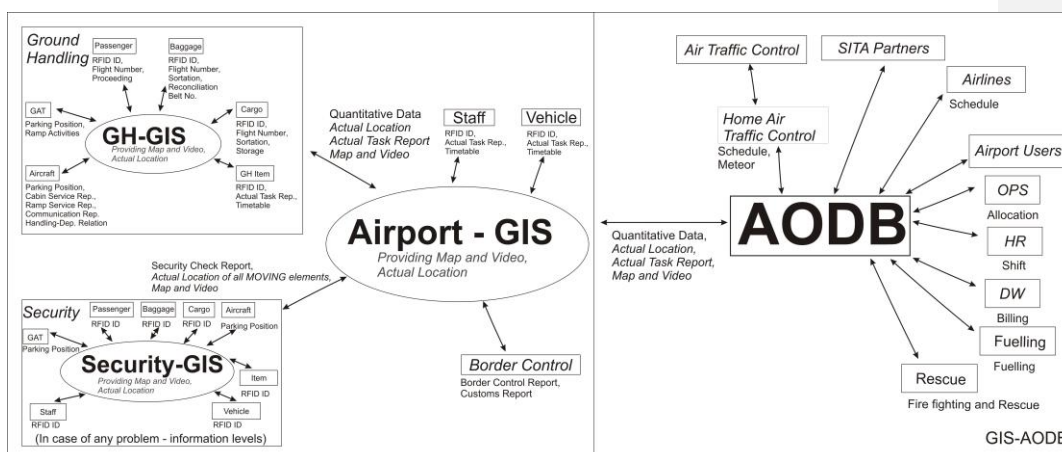 Ground
Handling
Passenger
RFID ID,
Flight Number,
Proceeding
Baggage
RFID ID,
Flight Number,
Sortation,
Reconciliation
Belt No.
GAT
Parking Position,
Ramp Activities
GH-GIS
Providing Map and Video,
Actual Location
Cargo
RFID ID,
Flight Number,
Sortation,
Storage
Aircraft
Parking Position,
Cabin Service Rep.,
Ramp Service Rep.,
Communication Rep.
Handling-Dep. Relation
GH Item
RFID ID,
Actual Task Rep.,
Timetable
Quantitative Data
Actual Location
Actual Task Report
Map and Video
Staff
RFID ID,
Actual Task Rep.,
Timetable
Vehicle
RFID ID,
Actual Task Rep.,
Timetable
Airport - GIS
Providing Map and Video,
Actual Location
Security Check Report,
Actual Location of all MOVING elements,
Map and Video
Security
Passenger
RFID ID
Baggage
RFID ID
Cargo
RFID ID
Aircraft
Parking Position
GAT
Parking Position
Security-GIS
Providing Map and Video,
Actual Location
Item
RFID ID
Staff
RFID ID
Vehicle
RFID ID
(In case of any problem - information levels)
Border Control
Border Control Report,
Customs Report
Quantitative Data,
Actual Location,
Actual Task Report,
Map and Video
Air Traffic Control
Home Air
Traffic Control
Schedule,
Meteor
SITA Partners
Airlines
Schedule
Airport Users
AODB
OPS
Allocation
HR
Shift
DW
Billing
Fuelling
Fuelling
Rescue
Fire fighting and Rescue
GIS-AODB